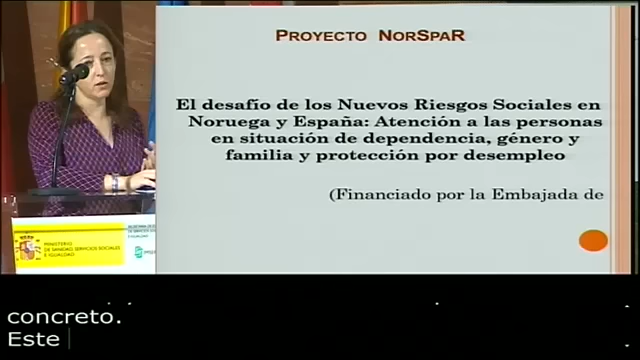 PROYECTO NORSPAR
El desafío de los Nuevos Riesgos Sociales en
Noruega y España: Atención a las personas
en situación de dependencia, género y
familia y protección por desempleo
(Financiado por la Embajada de
MINISTERIO
DE SANIDAD, SERVICIOS SOCIALES
E IGUALDAD
concreto.
Este